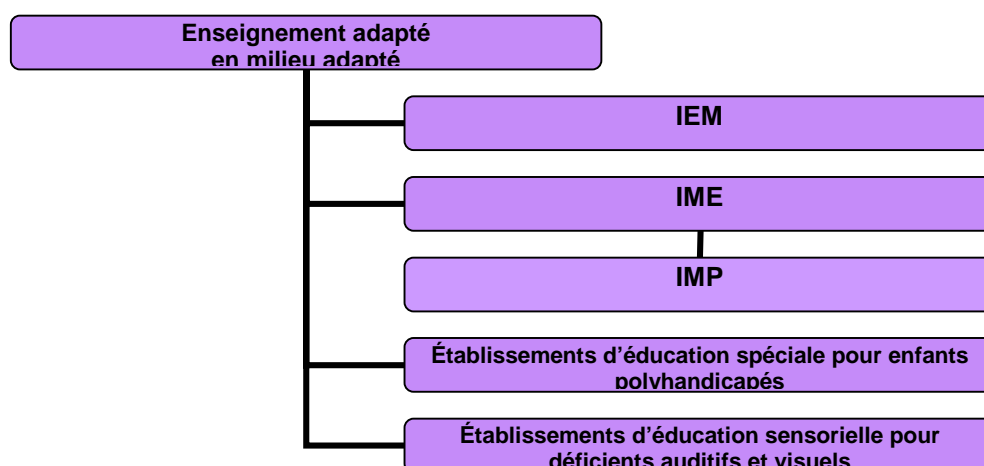 Enseignement adapté
en milieu adapté
IEM
IME
IMP
Établissements d’éducation spéciale pour enfants
polyhandicapés
Établissements d’éducation sensorielle pour
déficients auditifs et visuels